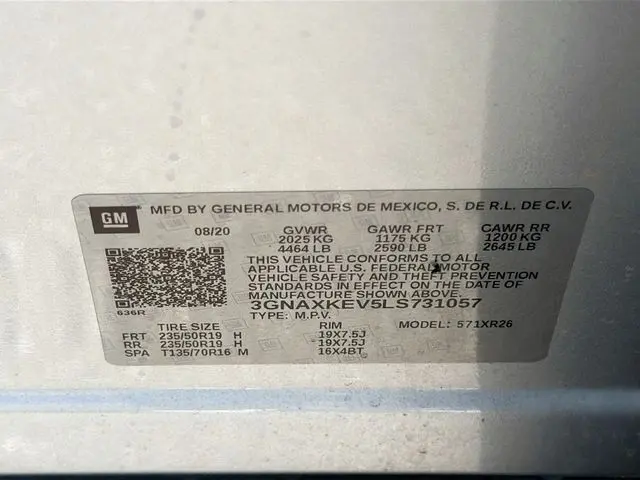 GM MFD BY GENERAL MOTORS DE MEXICO, S. DE R.L. DE C.V.
08/20 GVWR GAWR FRT GAWR RR
2025 KG 1175 KG 1200 KG
4464 LB 2590 LB 2645 LB
THIS VEHICLE CONFORMS TO ALL
APPLICABLE U.S. FEDERAL MOTOR
VEHICLE SAFETY AND THEFT PREVENTION
STANDARDS IN EFFECT ON THE DATE OF
MANUFACTURE SHOWN ABOVE.
3GNAXKEV5LS731057
636R TYPE: M.P.V. MODEL: 571XR26
TIRE SIZE RIM
FRT 235/50R19 H 19X7.5J
RR 235/50R19 H 19X7.5J
SPA T135/70R16 M 16X4BT